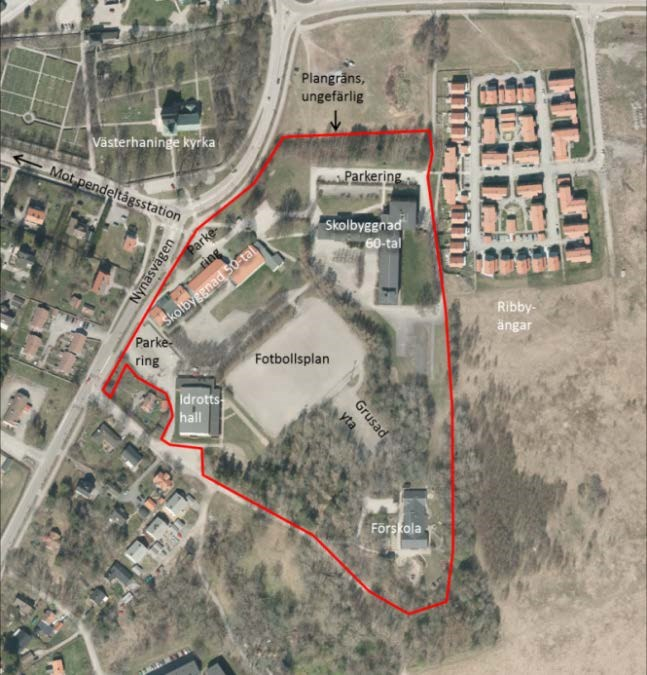 Plangräns,
ungefärlig
Västerhaninge kyrka
Mot pendeltågsstation
Parkering
Skolbyggnad
60-tal
Nynäsvägen
Parke-
ring
Skolbyggnad 50-tal
Ribby-
ängar
Parke-
ring
Fotbollsplan
Idrotts-
hall
Grusad
yta
Förskola